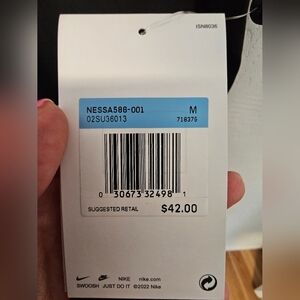 ISN8036
NESSA586-001 M
02SU36013 718375
0 30673 32498 1
SUGGESTED RETAIL $42.00
NIKE nike.com
SWOOSH JUST DO IT ©2022 Nike